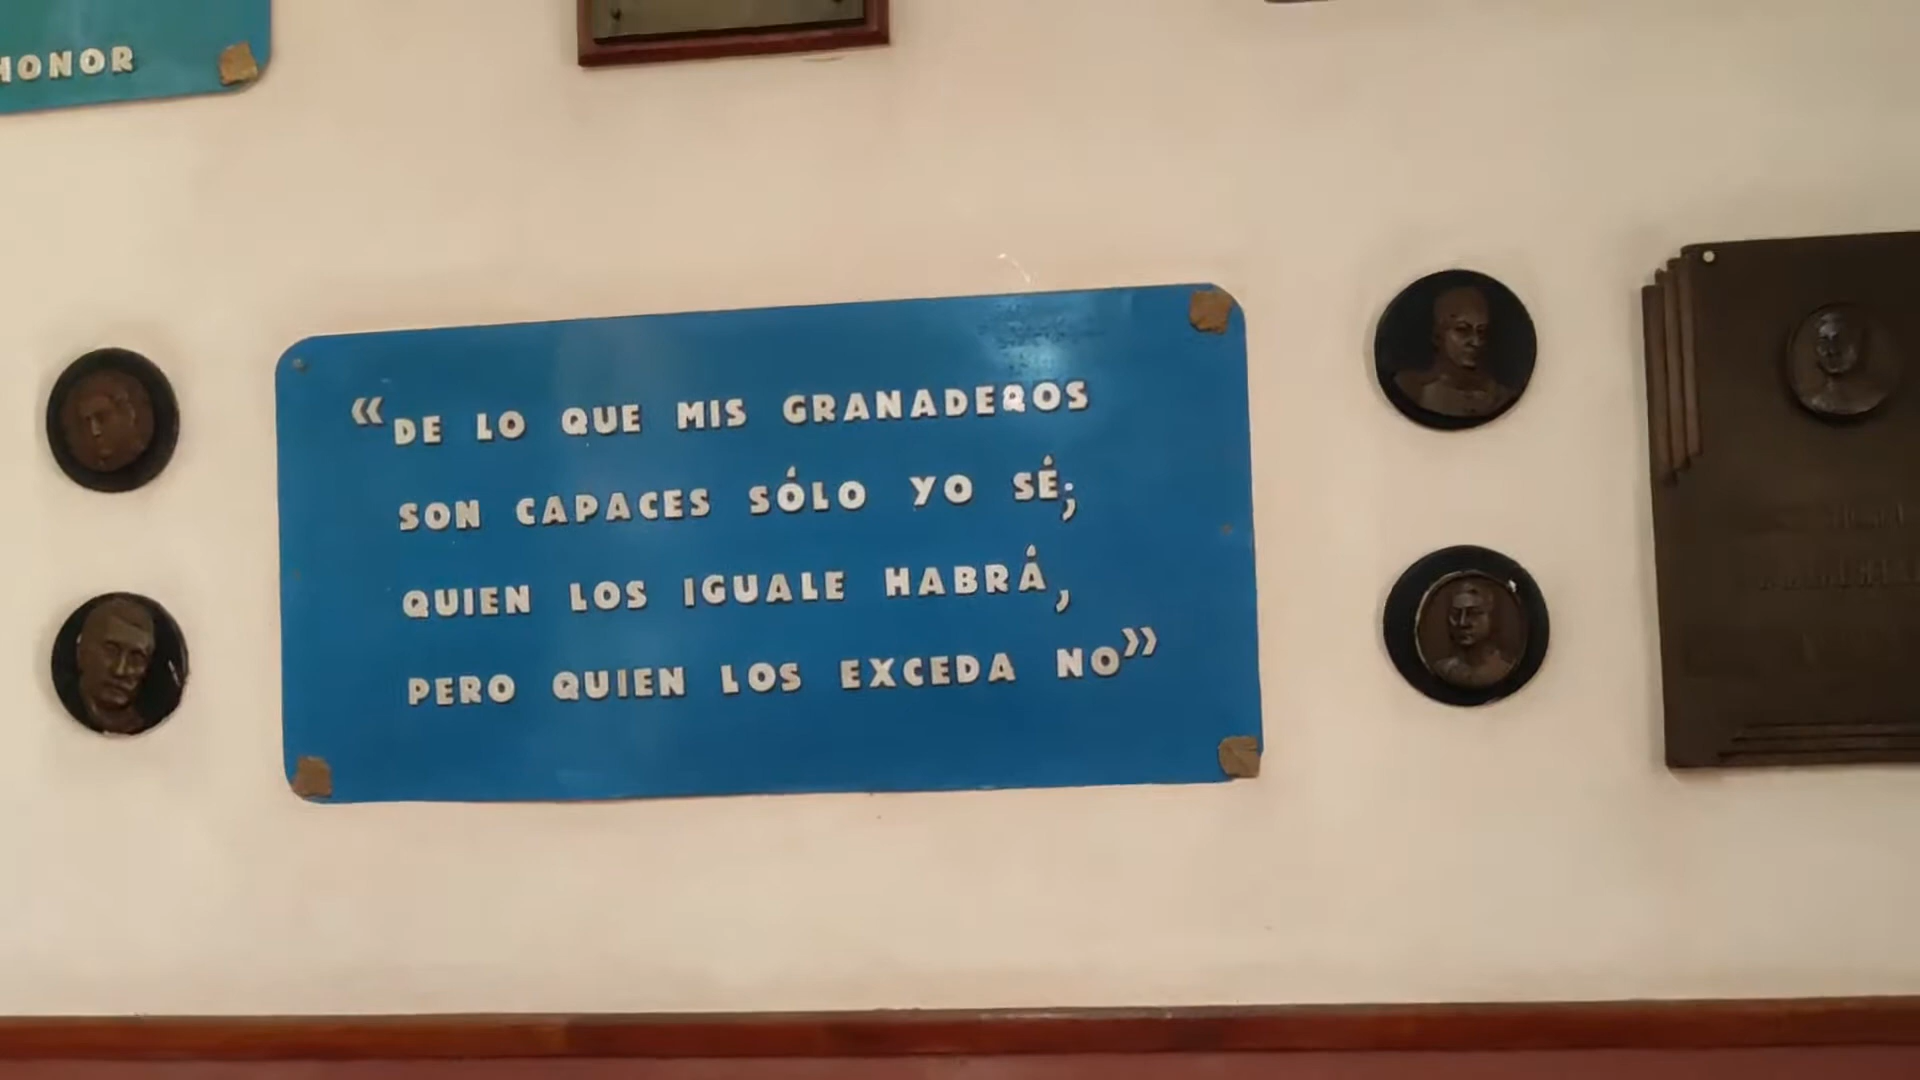 HONOR
«DE LO QUE MIS GRANADEROS
SON CAPACES SÓLO YO SÉ;
QUIEN LOS IGUALE HABRÁ,
PERO QUIEN LOS EXCEDA NO»